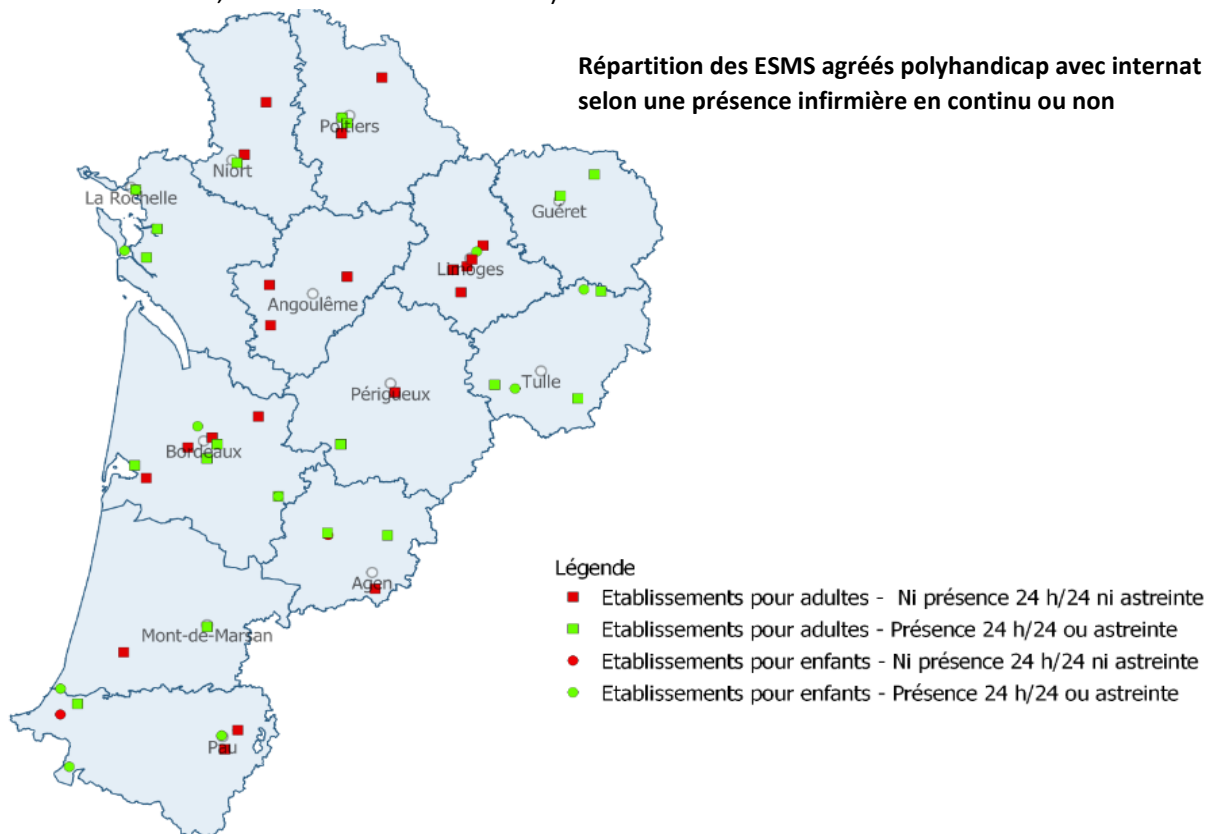 Répartition des ESMS agréés polyhandicap avec internat
selon une présence infirmière en continu ou non
Poitiers
Niort
La Rochelle
Guéret
Limoges
Angoulême
Tulle
Périgueux
Bordeaux
Agen
Mont-de-Marsan
Pau
Légende
Etablissements pour adultes - Ni présence 24 h/24 ni astreinte
Etablissements pour adultes - Présence 24 h/24 ou astreinte
Etablissements pour enfants - Ni présence 24 h/24 ni astreinte
Etablissements pour enfants - Présence 24 h/24 ou astreinte